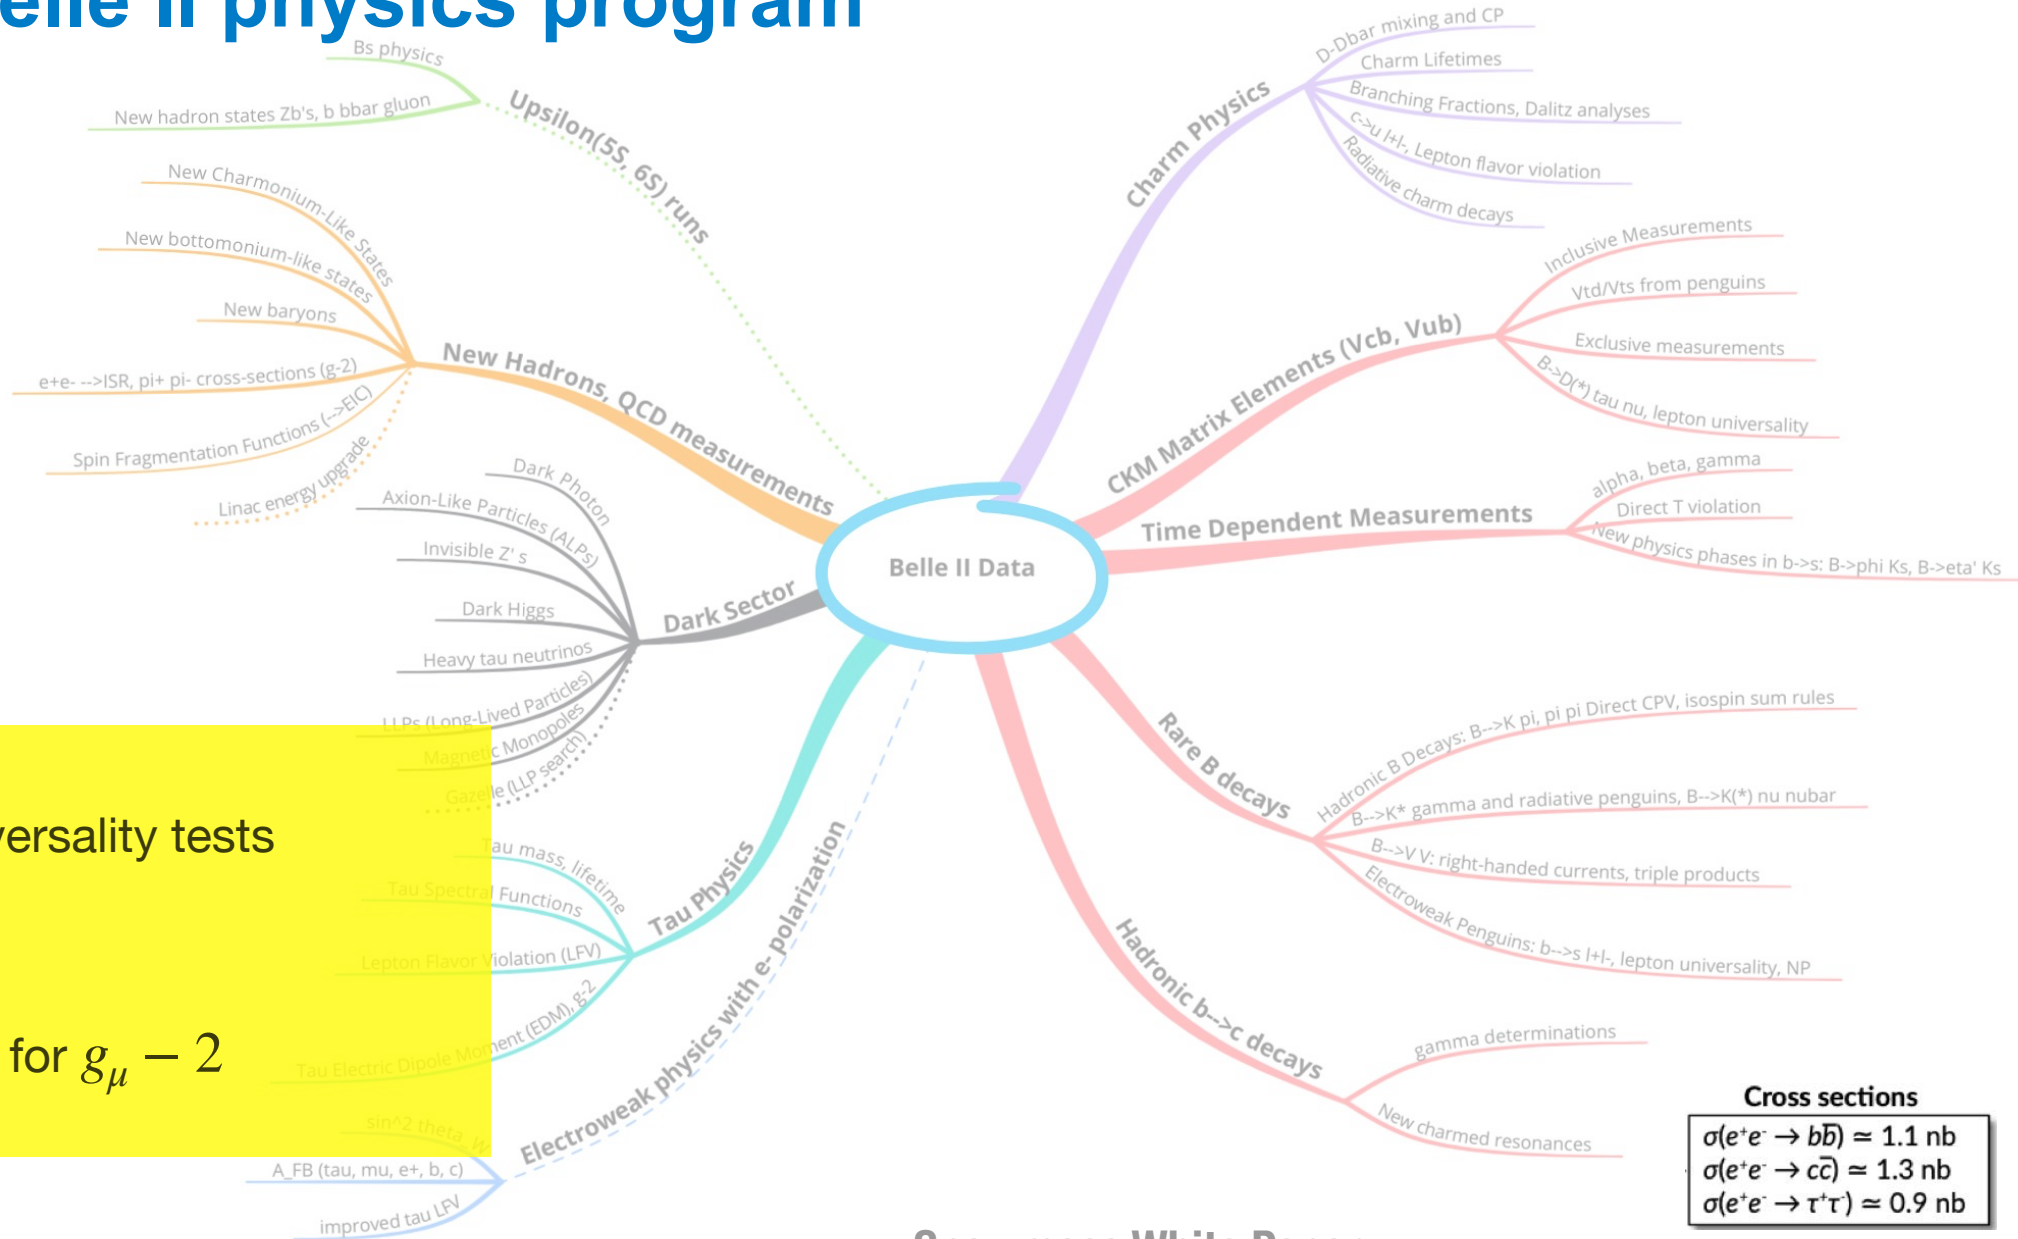 elle II physics program
Bs physics
New hadron states Zb's, b bbar gluon
Upsilon(5S, 6S) runs
New Charmonium-Like States
New bottomonium-like states
New baryons
e+e- -->ISR, pi+ pi- cross-sections (g-2)
Spin Fragmentation Functions (-->EIC)
Linac energy upgrade
New Hadrons, QCD measurements
Dark Photon
Axion-Like Particles (ALPs)
Invisible Z' s
Dark Higgs
Heavy tau neutrinos
LLPs (Long-Lived Particles)
Magnetic Monopoles
Gazelle (LLP search)
Dark Sector
versality tests
for gμ − 2
Tau mass, lifetime
Tau Spectral Functions
Lepton Flavor Violation (LFV)
Tau Electric Dipole Moment (EDM), g-2
Tau Physics
sin^2 theta_W
A_FB (tau, mu, e+, b, c)
improved tau LFV
Electroweak physics with e- polarization
Belle II Data
Charm Physics
D-Dbar mixing and CP
Charm Lifetimes
Branching Fractions, Dalitz analyses
c->u l+l-, Lepton flavor violation
Radiative charm decays
CKM Matrix Elements (Vcb, Vub)
Inclusive Measurements
Vtd/Vts from penguins
Exclusive measurements
B->D(*) tau nu, lepton universality
Time Dependent Measurements
alpha, beta, gamma
Direct T violation
New physics phases in b->s: B->phi Ks, B->eta' Ks
Rare B decays
Hadronic B Decays: B-->K pi, pi pi Direct CPV, isospin sum rules
B-->K* gamma and radiative penguins, B-->K(*) nu nubar
B-->V V: right-handed currents, triple products
Electroweak Penguins: b-->s l+l-, lepton universality, NP
Hadronic b-->c decays
gamma determinations
New charmed resonances
Cross sections
σ(e⁺e⁻ → bb̅) ≃ 1.1 nb
σ(e⁺e⁻ → cc̅) ≃ 1.3 nb
σ(e⁺e⁻ → τ⁺τ⁻) ≃ 0.9 nb